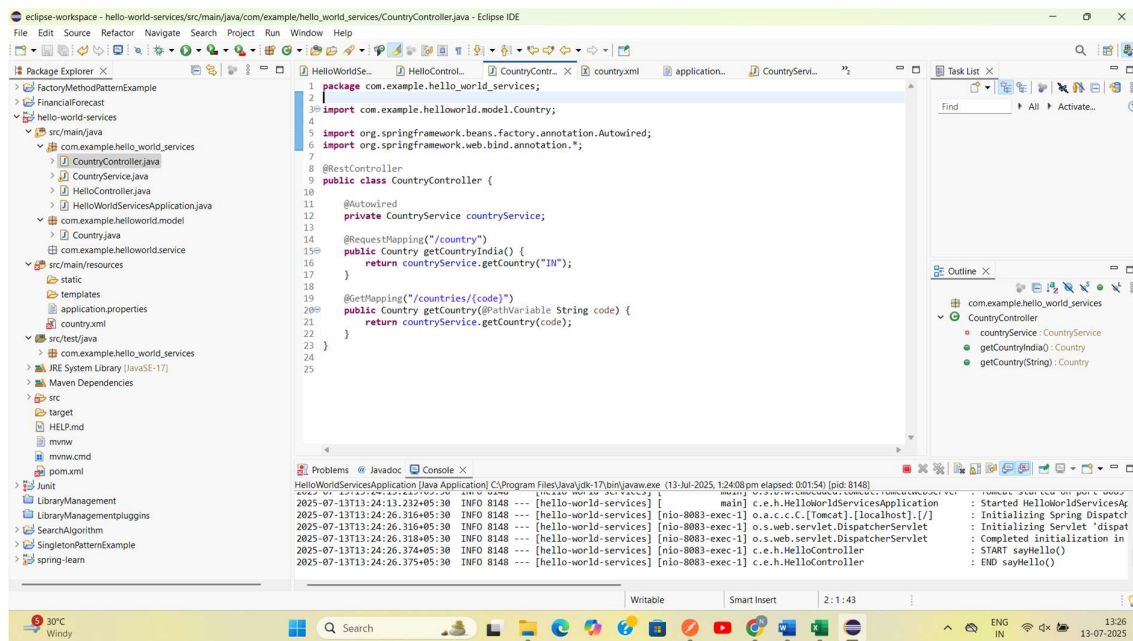 eclipse-workspace - hello-world-services/src/main/java/com/example/hello_world_services/CountryController.java - Eclipse IDE
File Edit Source Refactor Navigate Search Project Run Window Help
Package Explorer
FactoryMethodPatternExample
FinancialForecast
hello-world-services
src/main/java
com.example.hello_world_services
CountryController.java
CountryService.java
HelloController.java
HelloWorldServicesApplication.java
com.example.helloworld.model
Country.java
com.example.helloworld.service
src/main/resources
static
templates
application.properties
country.xml
src/test/java
com.example.hello_world_services
JRE System Library [JavaSE-17]
Maven Dependencies
src
target
HELP.md
mvnw
mvnw.cmd
pom.xml
Junit
LibraryManagement
LibraryManagementpluggins
SearchAlgorithm
SingletonPatternExample
spring-learn
HelloWorldSe... HelloControl... CountryContr... country.xml application... CountryServi... »2
1 package com.example.hello_world_services;
2
3 import com.example.helloworld.model.Country;
4
5 import org.springframework.beans.factory.annotation.Autowired;
6 import org.springframework.web.bind.annotation.*;
7
8 @RestController
9 public class CountryController {
10
11 @Autowired
12 private CountryService countryService;
13
14 @RequestMapping("/country")
15 public Country getCountryIndia() {
16 return countryService.getCountry("IN");
17 }
18
19 @GetMapping("/countries/{code}")
20 public Country getCountry(@PathVariable String code) {
21 return countryService.getCountry(code);
22 }
23 }
24
25
Task List
Find All Activate...
Outline
com.example.hello_world_services
CountryController
countryService : CountryService
getCountryIndia() : Country
getCountry(String) : Country
Problems Javadoc Console
HelloWorldServicesApplication [Java Application] C:\Program Files\Java\jdk-17\bin\javaw.exe (13-Jul-2025, 1:24:08 pm elapsed: 0:01:54) [pid: 8148]
2025-07-13T13:24:13.232+05:30 INFO 8148 --- [hello-world-services] [ main] c.e.h.HelloWorldServicesApplication : Started HelloWorldServicesAp
2025-07-13T13:24:26.316+05:30 INFO 8148 --- [hello-world-services] [nio-8083-exec-1] o.a.c.c.C.[Tomcat].[localhost].[/] : Initializing Spring Dispatch
2025-07-13T13:24:26.316+05:30 INFO 8148 --- [hello-world-services] [nio-8083-exec-1] o.s.web.servlet.DispatcherServlet : Initializing Servlet 'dispat
2025-07-13T13:24:26.318+05:30 INFO 8148 --- [hello-world-services] [nio-8083-exec-1] o.s.web.servlet.DispatcherServlet : Completed initialization in
2025-07-13T13:24:26.374+05:30 INFO 8148 --- [hello-world-services] [nio-8083-exec-1] c.e.h.HelloController : START sayHello()
2025-07-13T13:24:26.375+05:30 INFO 8148 --- [hello-world-services] [nio-8083-exec-1] c.e.h.HelloController : END sayHello()
Writable Smart Insert 2 : 1 : 43
5 30°C
Windy
Search
ENG
IN
13:26
13-07-2025